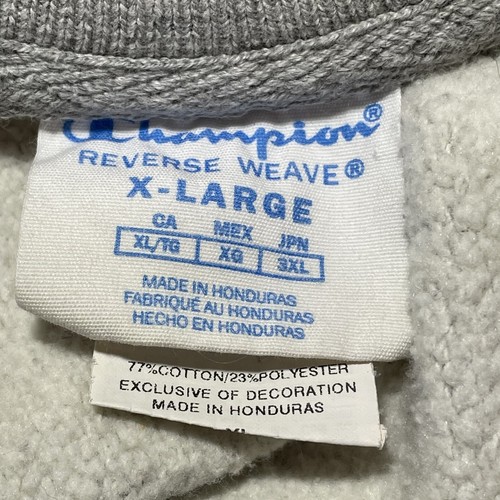 Champion®
REVERSE WEAVE®
X-LARGE
CA MEX JPN
XL/TG XG 3XL
MADE IN HONDURAS
FABRIQUÉ AU HONDURAS
HECHO EN HONDURAS
77%COTTON/23%POLYESTER
EXCLUSIVE OF DECORATION
MADE IN HONDURAS